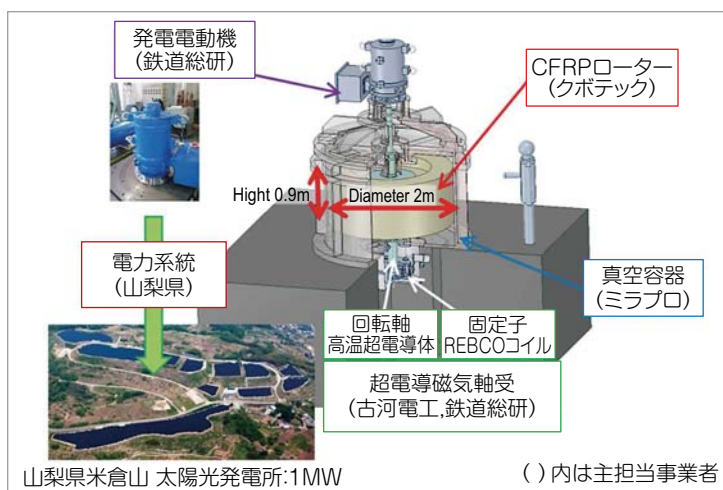 発電電動機
(鉄道総研)
CFRPローター
(クボテック)
Hight 0.9m
Diameter 2m
電力系統
(山梨県)
真空容器
(ミラプロ)
回転軸
高温超電導体
固定子
REBCOコイル
超電導磁気軸受
(古河電工,鉄道総研)
山梨県米倉山 太陽光発電所:1MW
( )内は主担当事業者